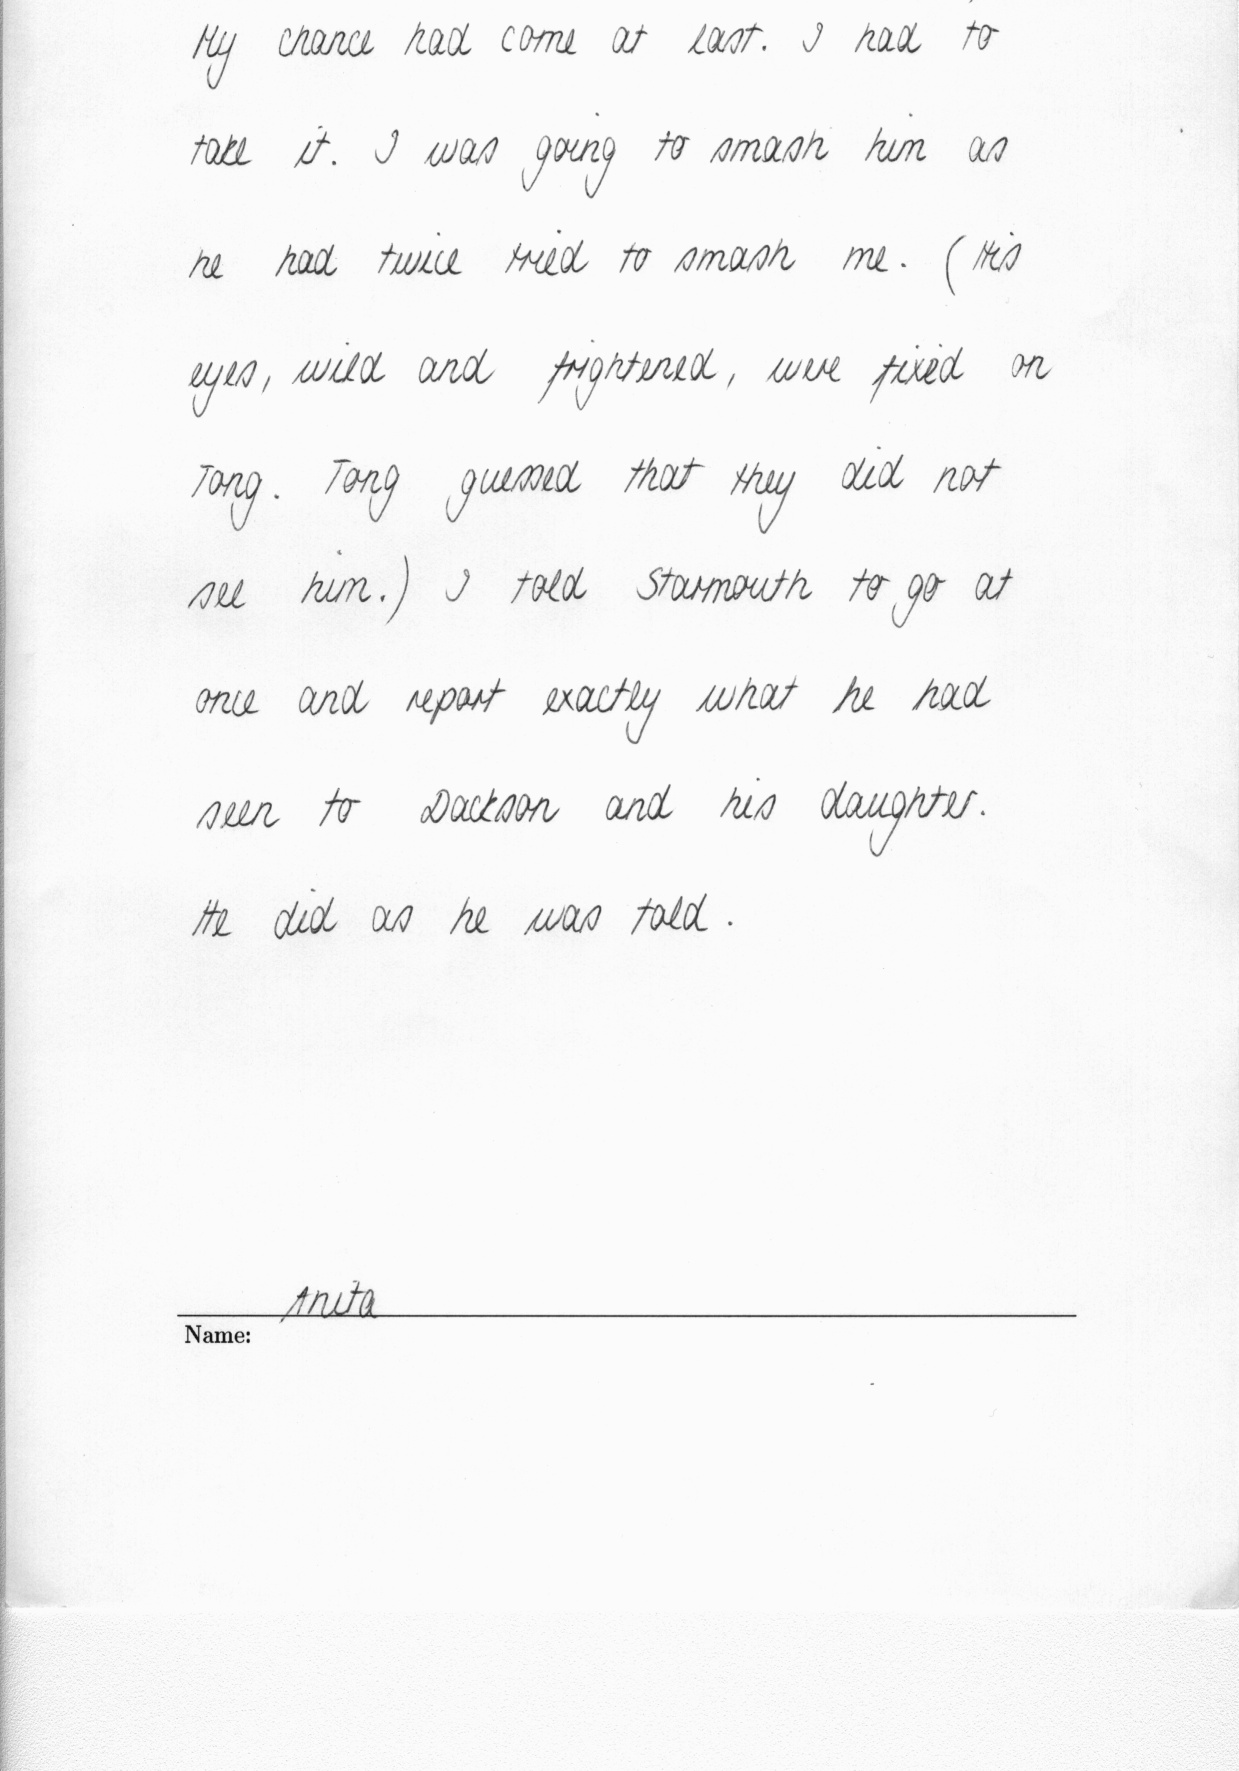 My chance had come at last. I had to
take it. I was going to smash him as
he had twice tried to smash me. (His
eyes, wild and frightened, were fixed on
Tong. Tong guessed that they did not
see him.) I told Starmouth to go at
once and report exactly what he had
seen to Dackson and his daughter.
He did as he was told.
Anita
Name: